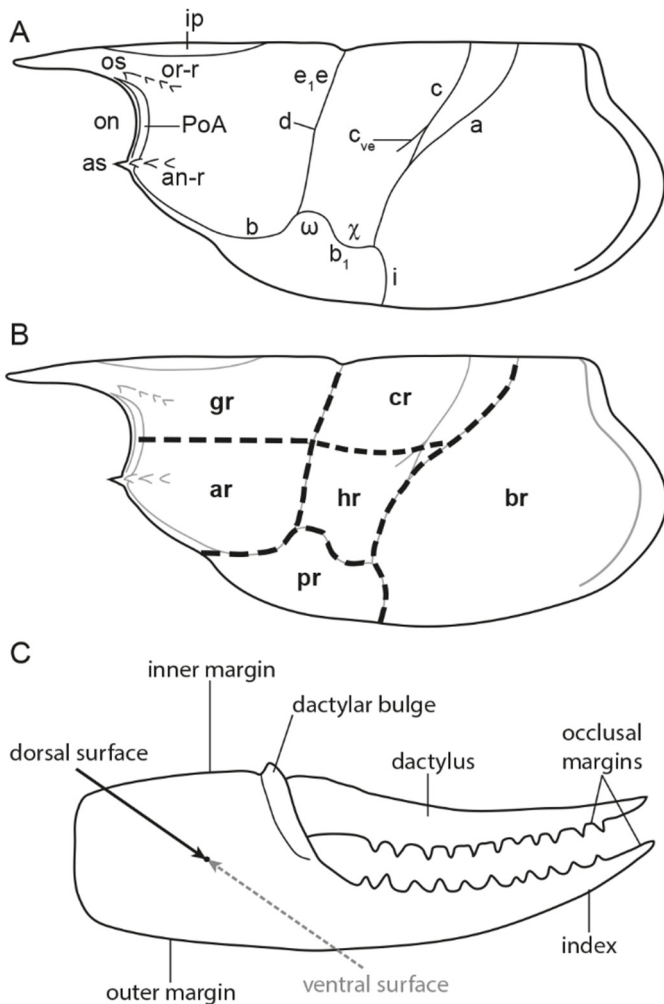 A
ip
os
or-r
e₁e
on
PoA
d
c
c_ve
a
as
an-r
b
ω
χ
b₁
i
B
gr
cr
ar
hr
br
pr
C
inner margin
dactylar bulge
dorsal surface
dactylus
occlusal
margins
outer margin
ventral surface
index